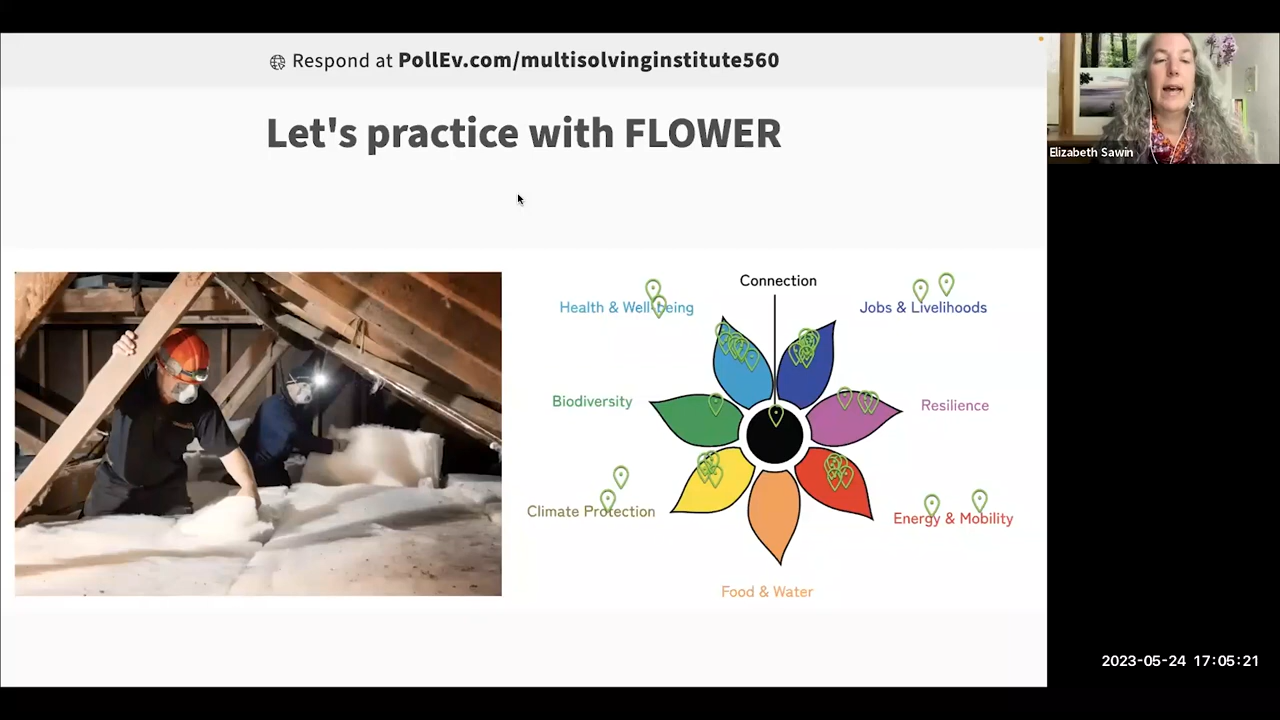 Respond at PollEv.com/multisolvinginstitute560
Let's practice with FLOWER
Elizabeth Sawin
Connection
Health & Well-being
Jobs & Livelihoods
Biodiversity
Resilience
Climate Protection
Energy & Mobility
Food & Water
2023-05-24 17:05:21